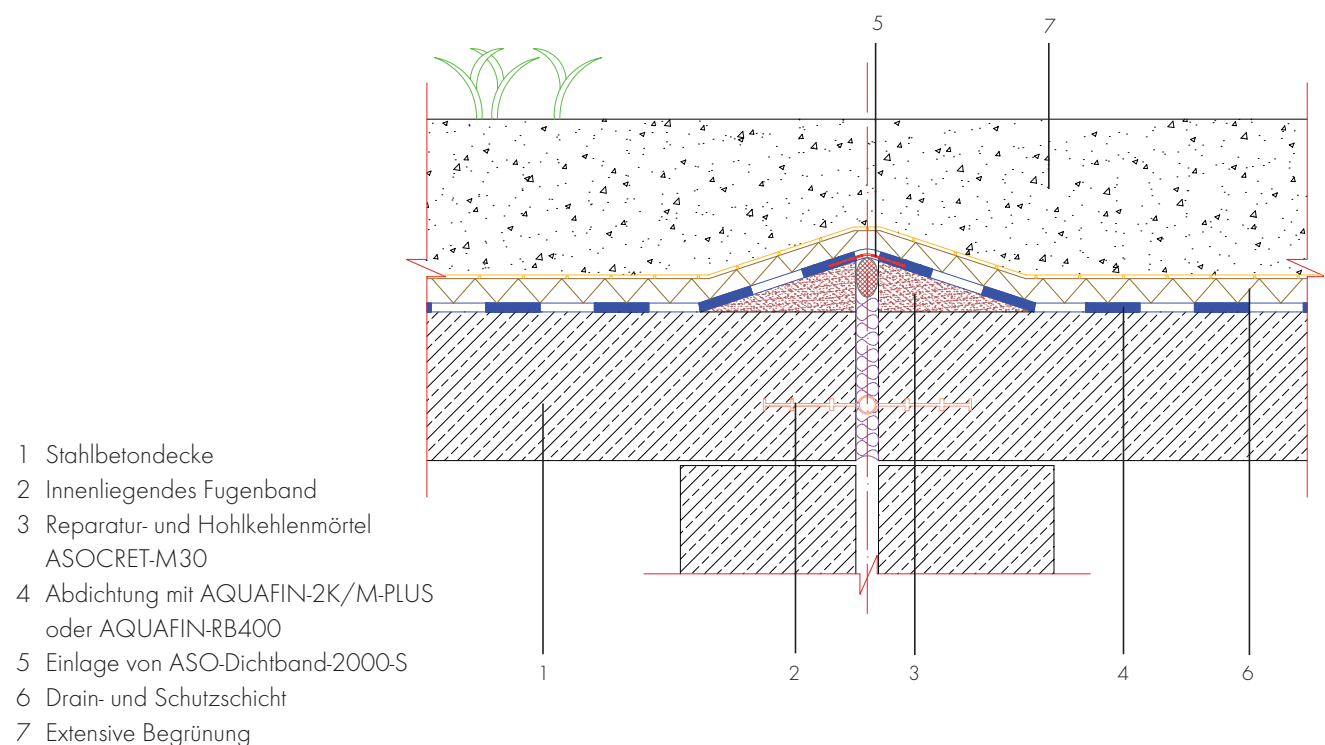 5 7
1 Stahlbetondecke
2 Innenliegendes Fugenband
3 Reparatur- und Hohlkehlenmörtel
ASOCRET-M30
4 Abdichtung mit AQUAFIN-2K/M-PLUS
oder AQUAFIN-RB400
5 Einlage von ASO-Dichtband-2000-S
6 Drain- und Schutzschicht
7 Extensive Begrünung
1 2 3 4 6